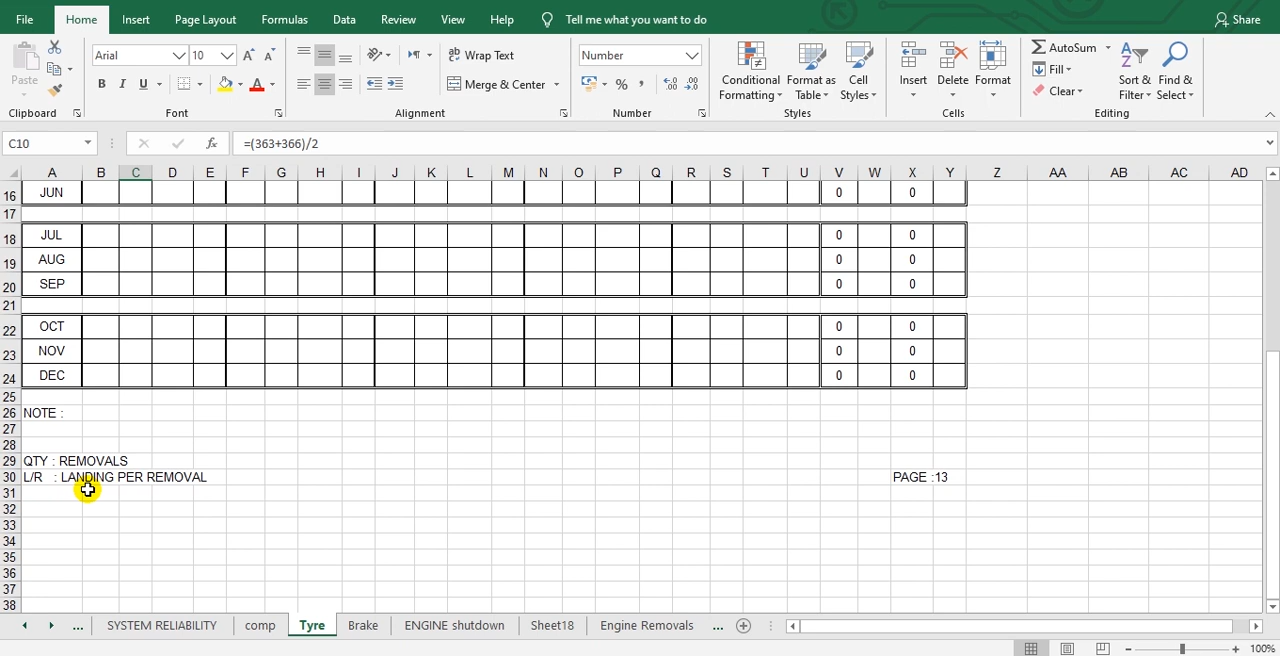 File Home Insert Page Layout Formulas Data Review View Help Tell me what you want to do Share
Paste Arial 10 Wrap Text Number Conditional Formatting Format as Table Cell Styles Insert Delete Format AutoSum Sort & Filter Find & Select
B I U A Merge & Center % Fill
Clear
Clipboard Font Alignment Number Styles Cells Editing
C10 fx =(363+366)/2
A B C D E F G H I J K L M N O P Q R S T U V W X Y Z AA AB AC AD
16 JUN 0 0
17
18 JUL 0 0
19 AUG 0 0
20 SEP 0 0
21
22 OCT 0 0
23 NOV 0 0
24 DEC 0 0
25
26 NOTE :
27
28
29 QTY : REMOVALS
30 L/R : LANDING PER REMOVAL PAGE :13
31
32
33
34
35
36
37
38
... SYSTEM RELIABILITY comp Tyre Brake ENGINE shutdown Sheet18 Engine Removals ...
100%